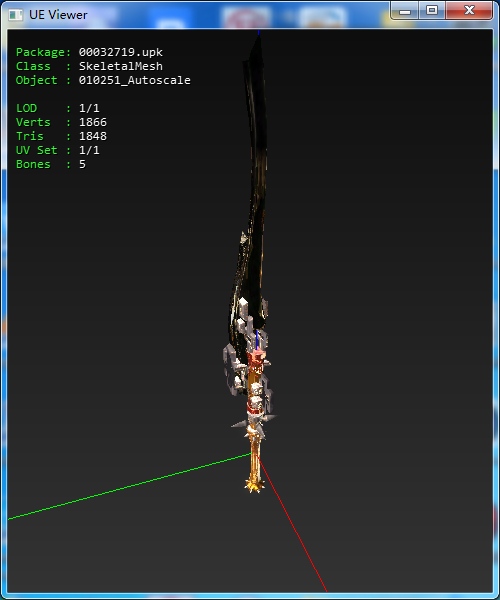 UE Viewer
Package: 00032719.upk
Class : SkeletalMesh
Object : 010251_Autoscale
LOD : 1/1
Verts : 1866
Tris : 1848
UV Set : 1/1
Bones : 5